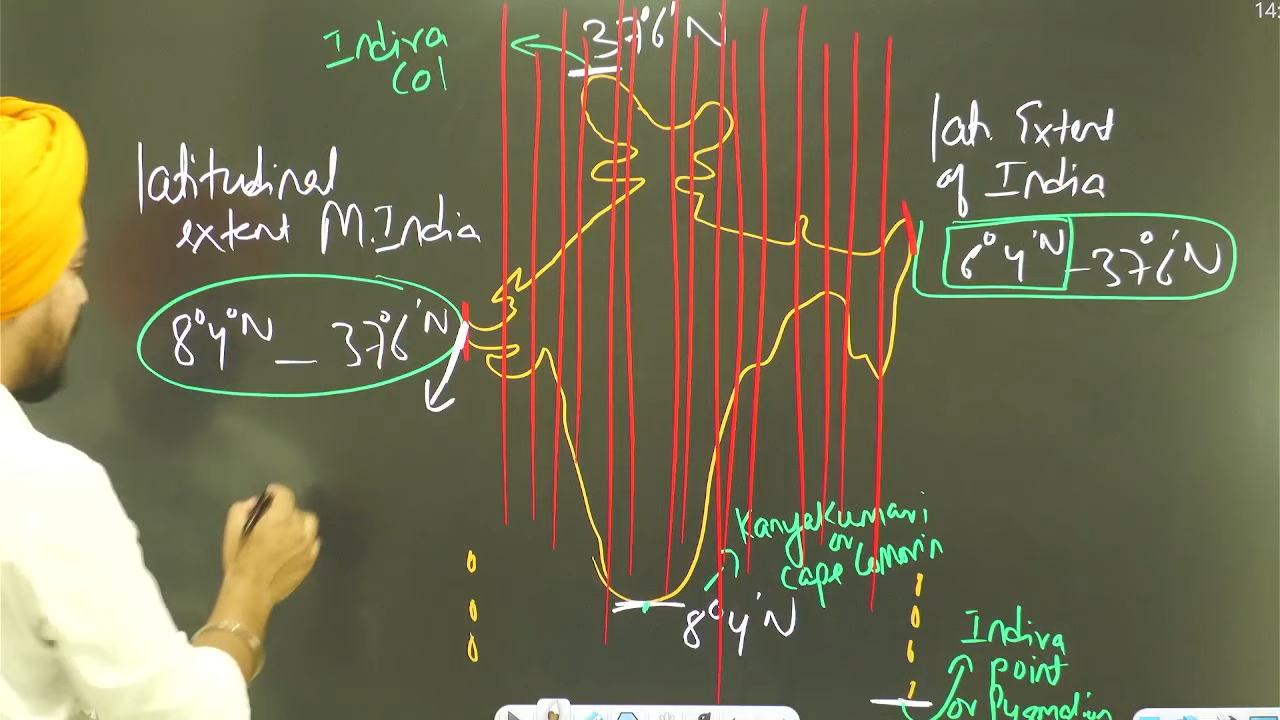 14:
37°6'N
Indira
Col
lat. Extent
of India
6°4'N - 37°6'N
latitudinal
extent M.India
8°4°N - 37°6'N
Kanyakumari
or
Cape Comorin
8°4'N
Indira
point
or Pygmalion